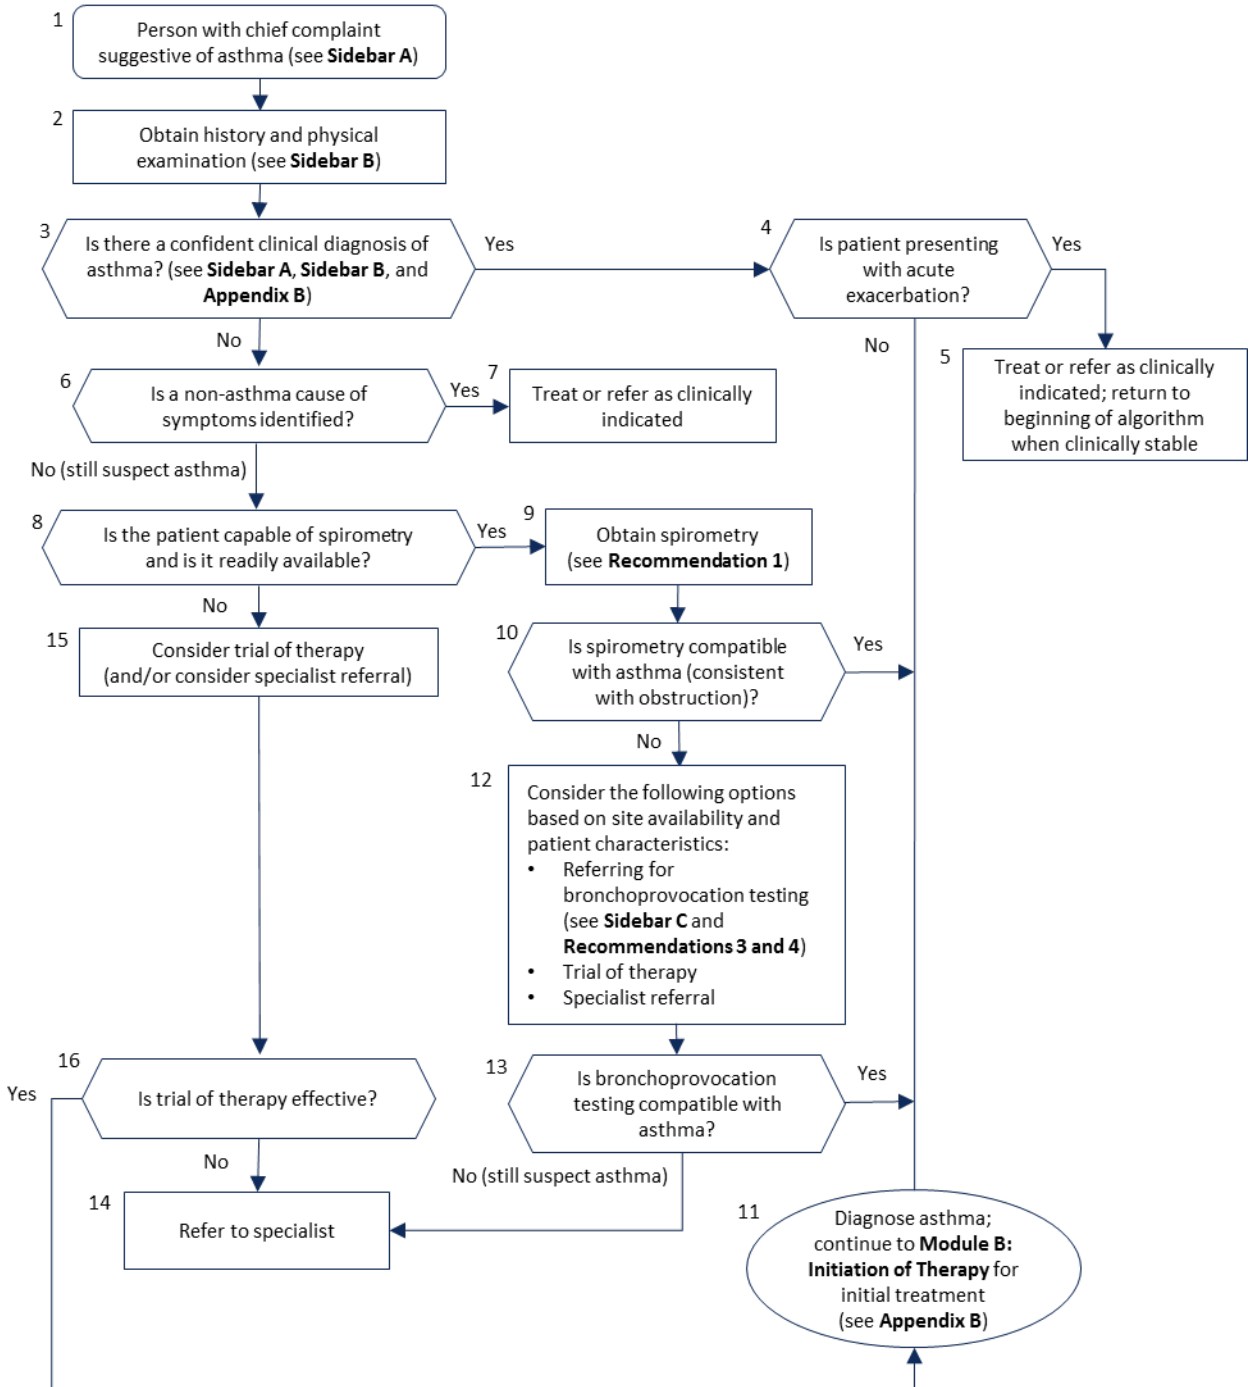 1
Person with chief complaint
suggestive of asthma (see Sidebar A)
2
Obtain history and physical
examination (see Sidebar B)
3
Is there a confident clinical diagnosis of
asthma? (see Sidebar A, Sidebar B, and
Appendix B)
Yes
4
Is patient presenting
with acute
exacerbation?
Yes
No
No
5
Treat or refer as clinically
indicated; return to
beginning of algorithm
when clinically stable
6
Is a non-asthma cause of
symptoms identified?
Yes
7
Treat or refer as clinically
indicated
No (still suspect asthma)
8
Is the patient capable of spirometry
and is it readily available?
Yes
9
Obtain spirometry
(see Recommendation 1)
No
15
Consider trial of therapy
(and/or consider specialist referral)
10
Is spirometry compatible
with asthma (consistent
with obstruction)?
Yes
No
12
Consider the following options
based on site availability and
patient characteristics:
• Referring for
bronchoprovocation testing
(see Sidebar C and
Recommendations 3 and 4)
• Trial of therapy
• Specialist referral
16
Yes
Is trial of therapy effective?
13
Is bronchoprovocation
testing compatible with
asthma?
Yes
No
No (still suspect asthma)
14
Refer to specialist
11
Diagnose asthma;
continue to Module B:
Initiation of Therapy for
initial treatment
(see Appendix B)